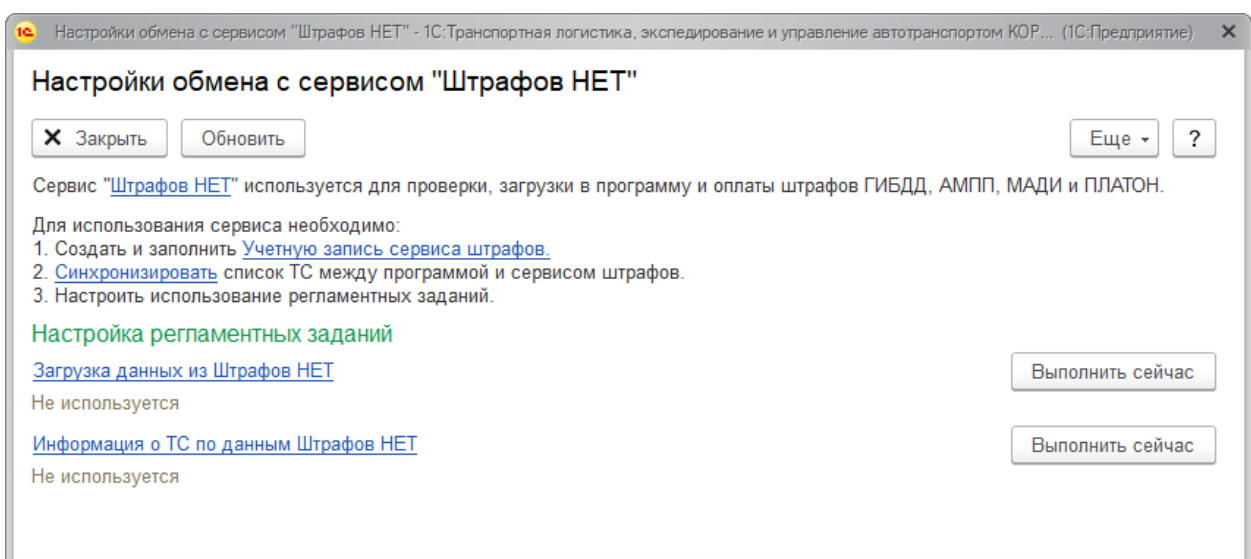 1С Настройки обмена с сервисом "Штрафов НЕТ" - 1С:Транспортная логистика, экспедирование и управление автотранспортом КОР... (1С:Предприятие)
Настройки обмена с сервисом "Штрафов НЕТ"
Закрыть Обновить Еще ?
Сервис "Штрафов НЕТ" используется для проверки, загрузки в программу и оплаты штрафов ГИБДД, АМПП, МАДИ и ПЛАТОН.
Для использования сервиса необходимо:
1. Создать и заполнить Учетную запись сервиса штрафов.
2. Синхронизировать список ТС между программой и сервисом штрафов.
3. Настроить использование регламентных заданий.
Настройка регламентных заданий
Загрузка данных из Штрафов НЕТ Выполнить сейчас
Не используется
Информация о ТС по данным Штрафов НЕТ Выполнить сейчас
Не используется